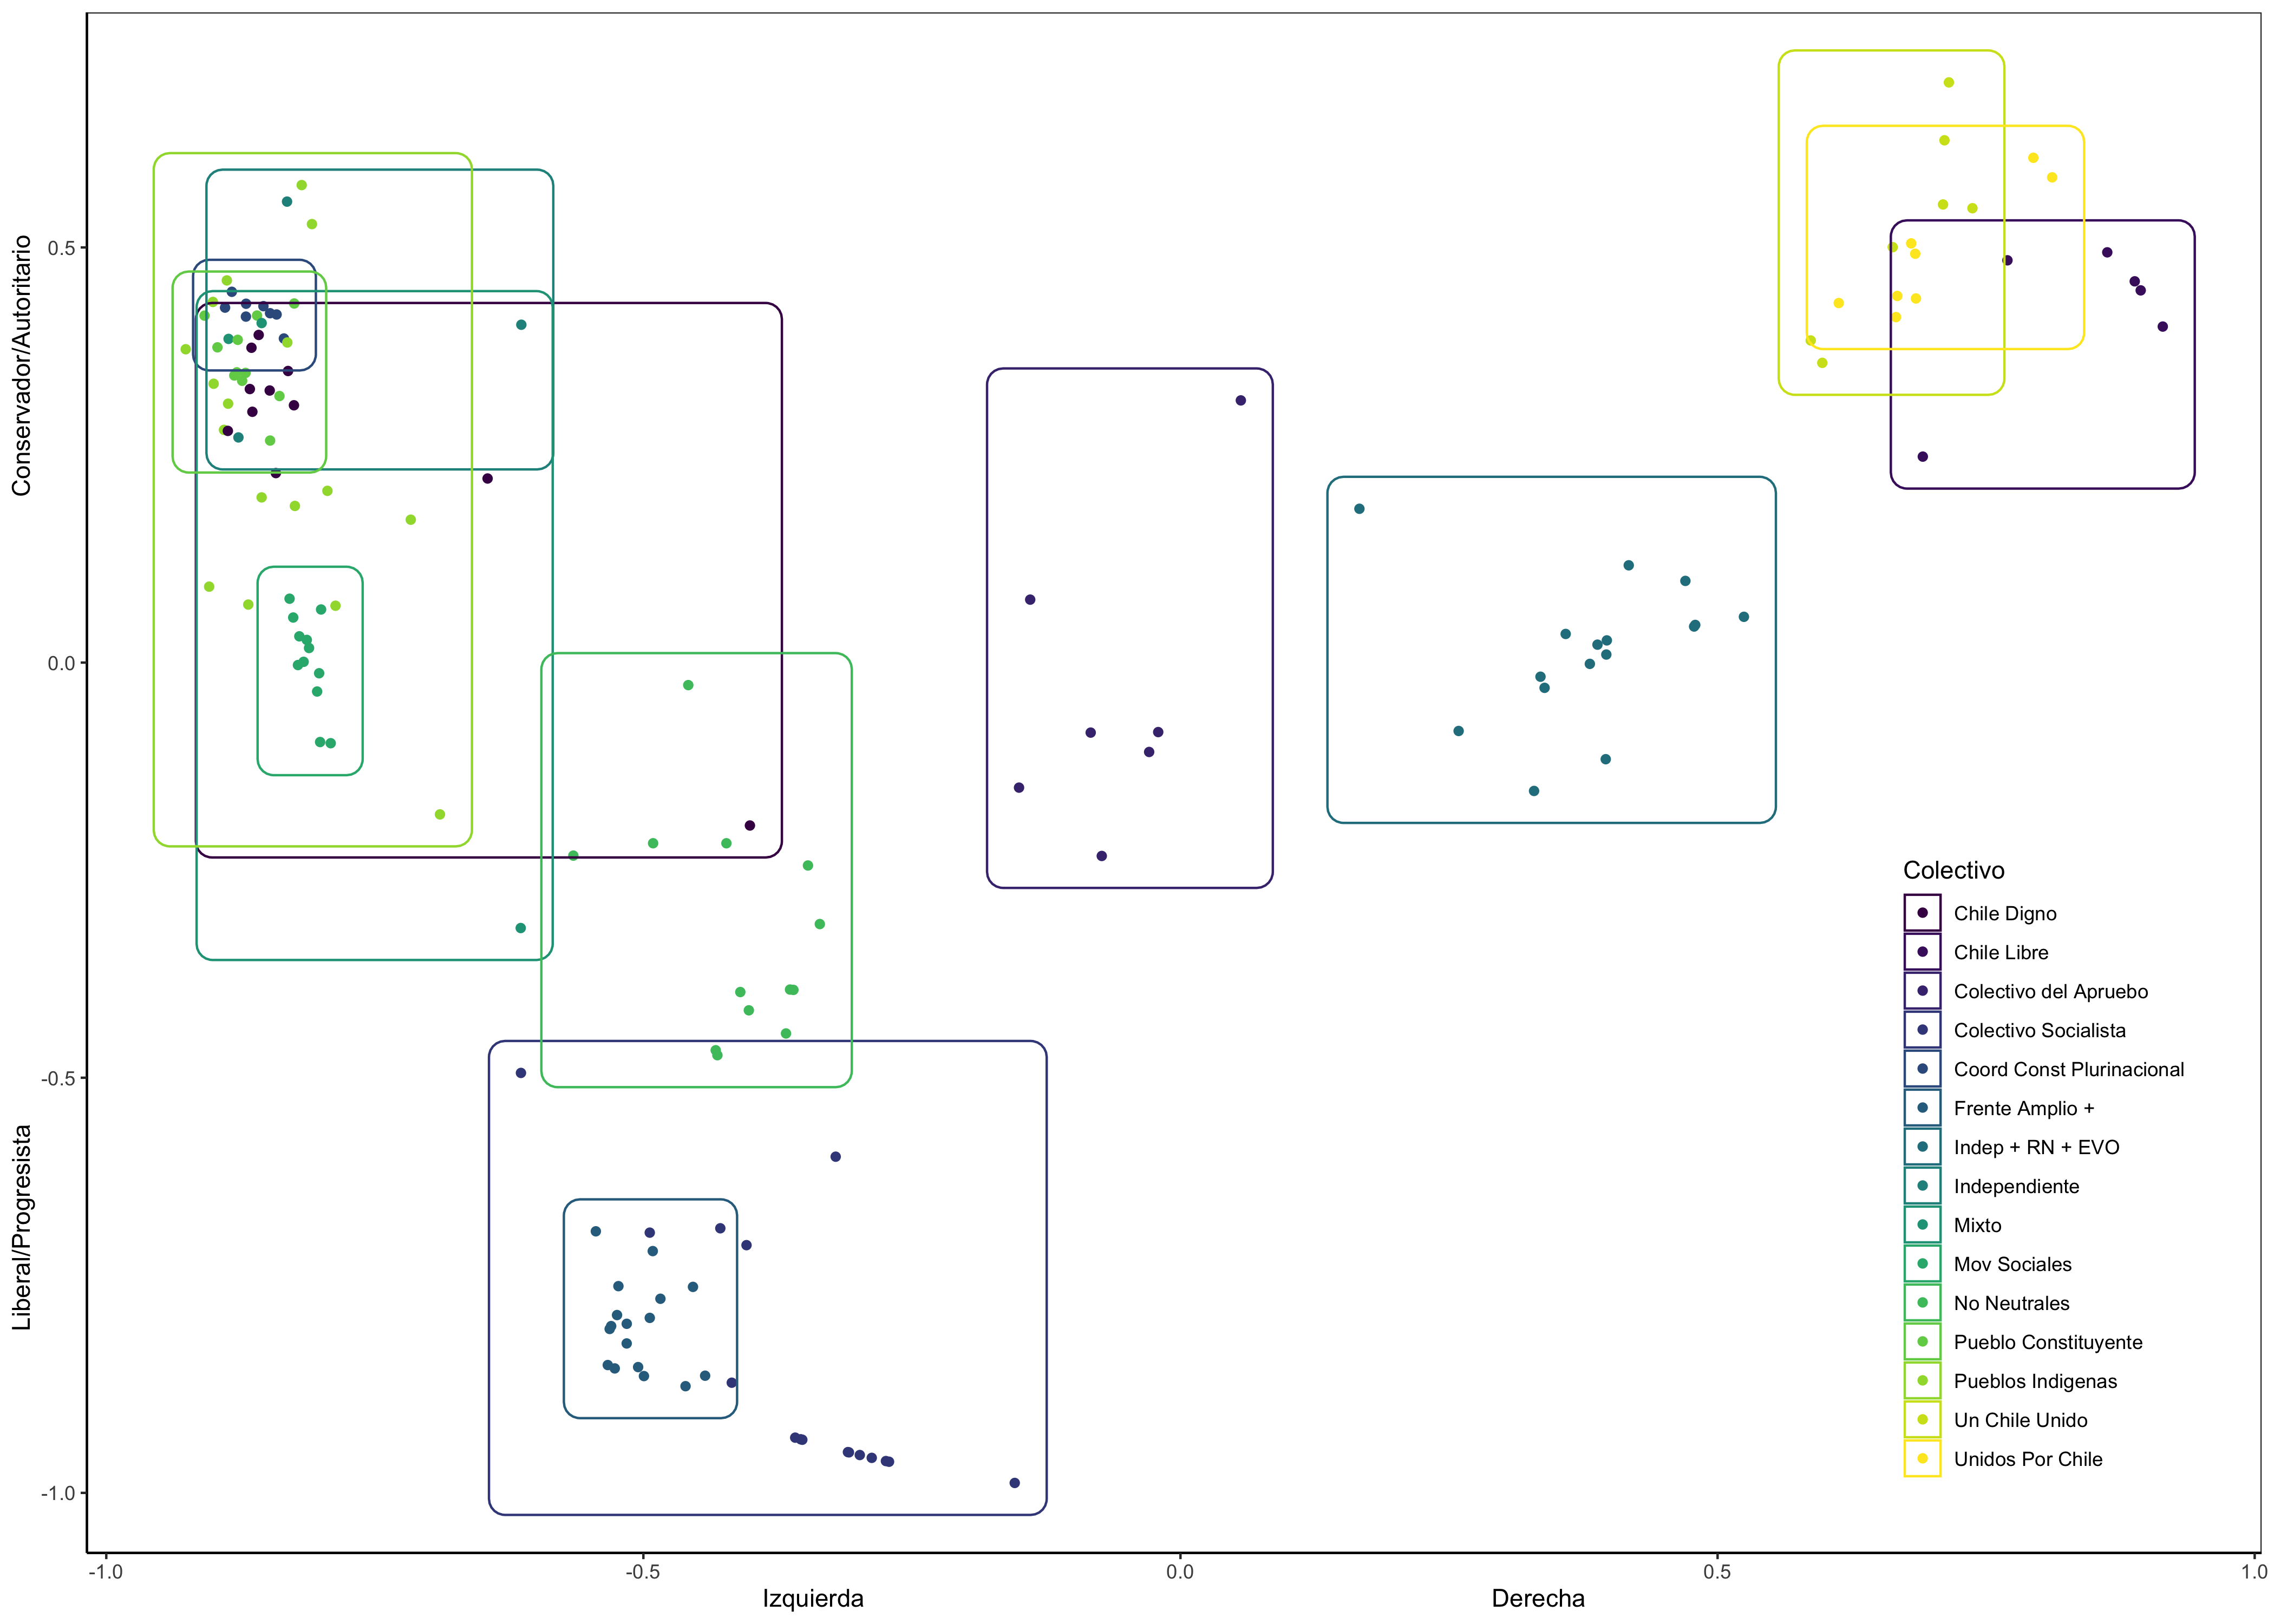 Conservador/Autoritario
Liberal/Progresista
0.5
0.0
-0.5
-1.0
-1.0
-0.5
0.0
0.5
1.0
Izquierda
Derecha
Colectivo
Chile Digno
Chile Libre
Colectivo del Apruebo
Colectivo Socialista
Coord Const Plurinacional
Frente Amplio +
Indep + RN + EVO
Independiente
Mixto
Mov Sociales
No Neutrales
Pueblo Constituyente
Pueblos Indigenas
Un Chile Unido
Unidos Por Chile